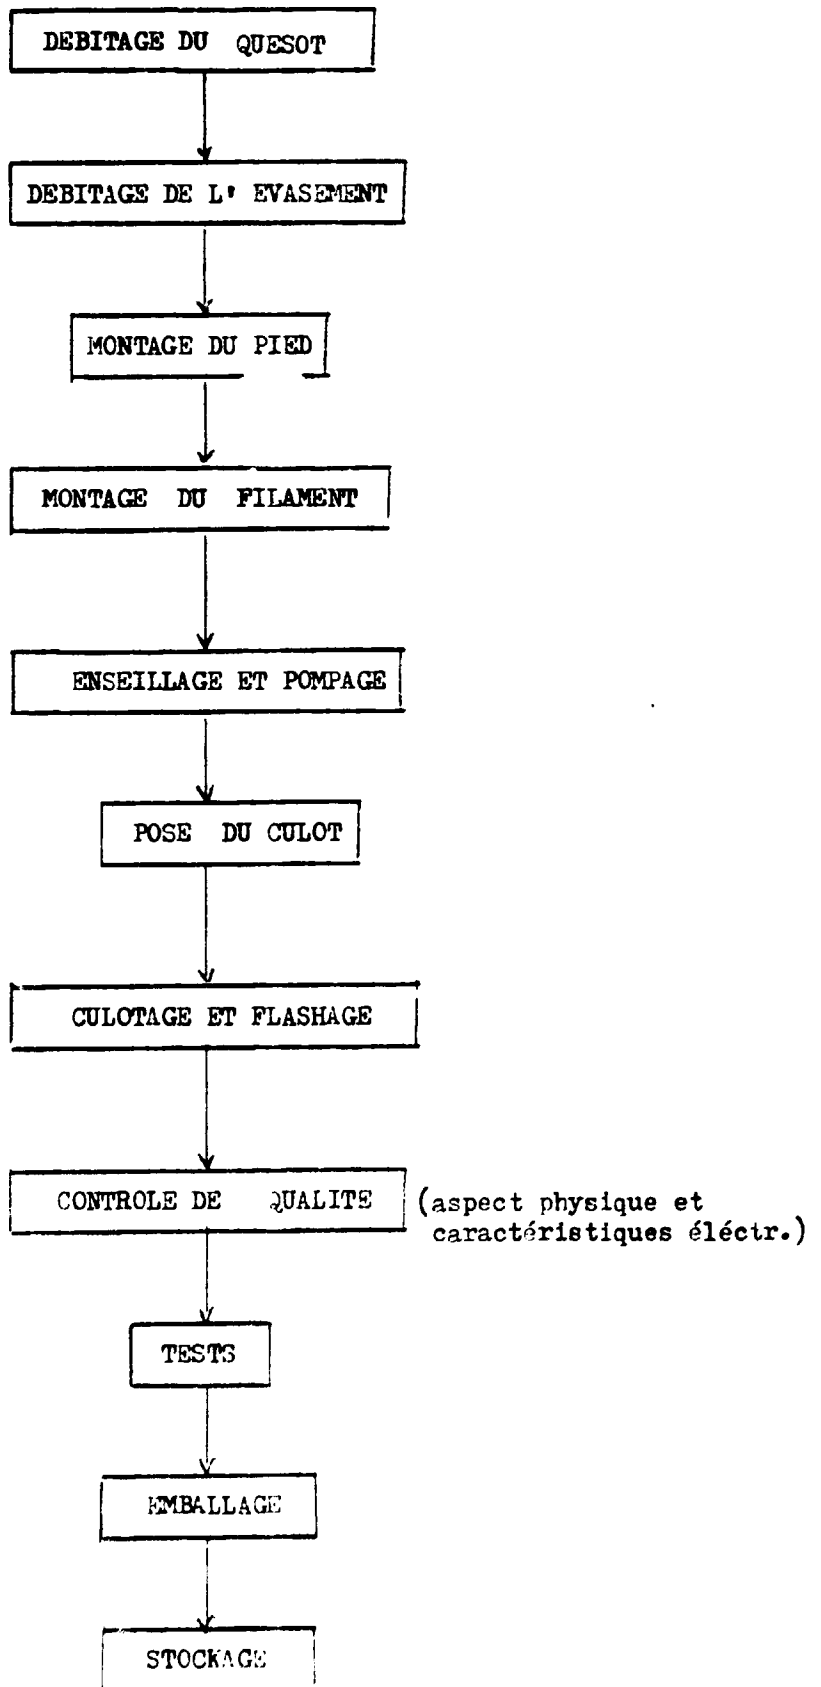 DEBITAGE DU QUESOT
DEBITAGE DE L' EVASEMENT
MONTAGE DU PIED
MONTAGE DU FILAMENT
ENSEILLAGE ET POMPAGE
POSE DU CULOT
CULOTAGE ET FLASHAGE
CONTROLE DE QUALITE
(aspect physique et
caractéristiques éléctr.)
TESTS
EMBALLAGE
STOCKAGE